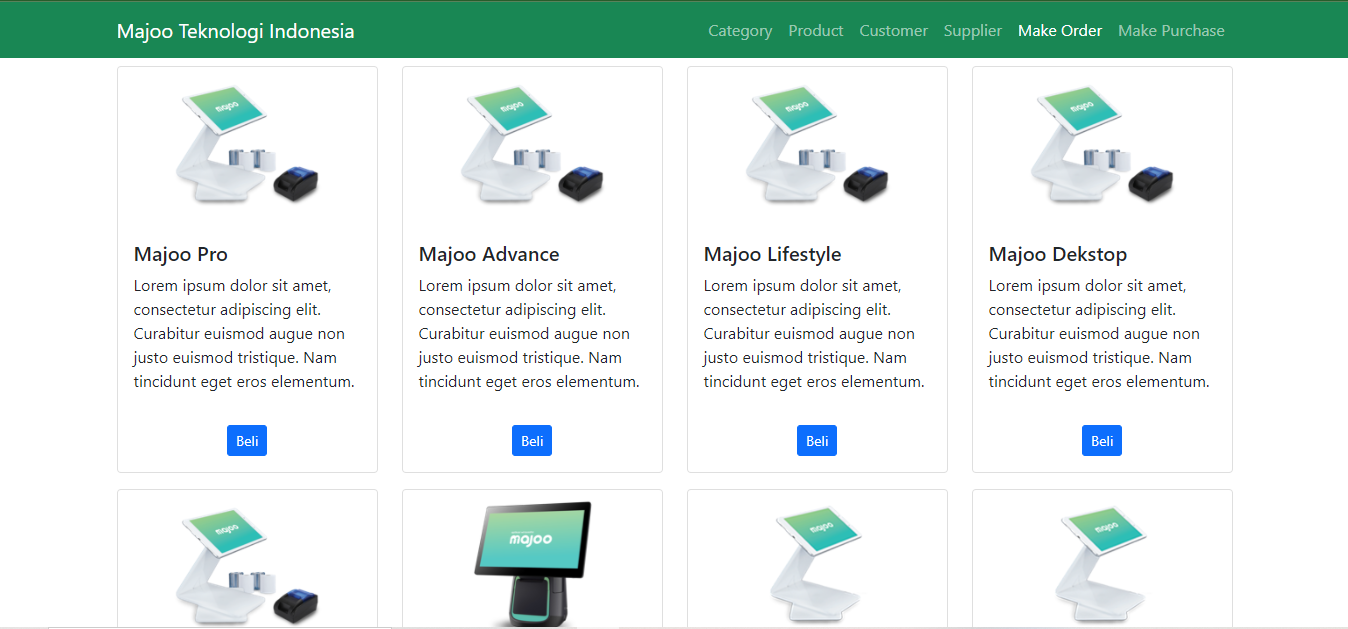 Majoo Teknologi Indonesia
Category Product Customer Supplier Make Order Make Purchase
majoo
majoo
majoo
majoo
Majoo Pro
Lorem ipsum dolor sit amet,
consectetur adipiscing elit.
Curabitur euismod augue non
justo euismod tristique. Nam
tincidunt eget eros elementum.
Beli
Majoo Advance
Lorem ipsum dolor sit amet,
consectetur adipiscing elit.
Curabitur euismod augue non
justo euismod tristique. Nam
tincidunt eget eros elementum.
Beli
Majoo Lifestyle
Lorem ipsum dolor sit amet,
consectetur adipiscing elit.
Curabitur euismod augue non
justo euismod tristique. Nam
tincidunt eget eros elementum.
Beli
Majoo Dekstop
Lorem ipsum dolor sit amet,
consectetur adipiscing elit.
Curabitur euismod augue non
justo euismod tristique. Nam
tincidunt eget eros elementum.
Beli
majoo
majoo
majoo
majoo